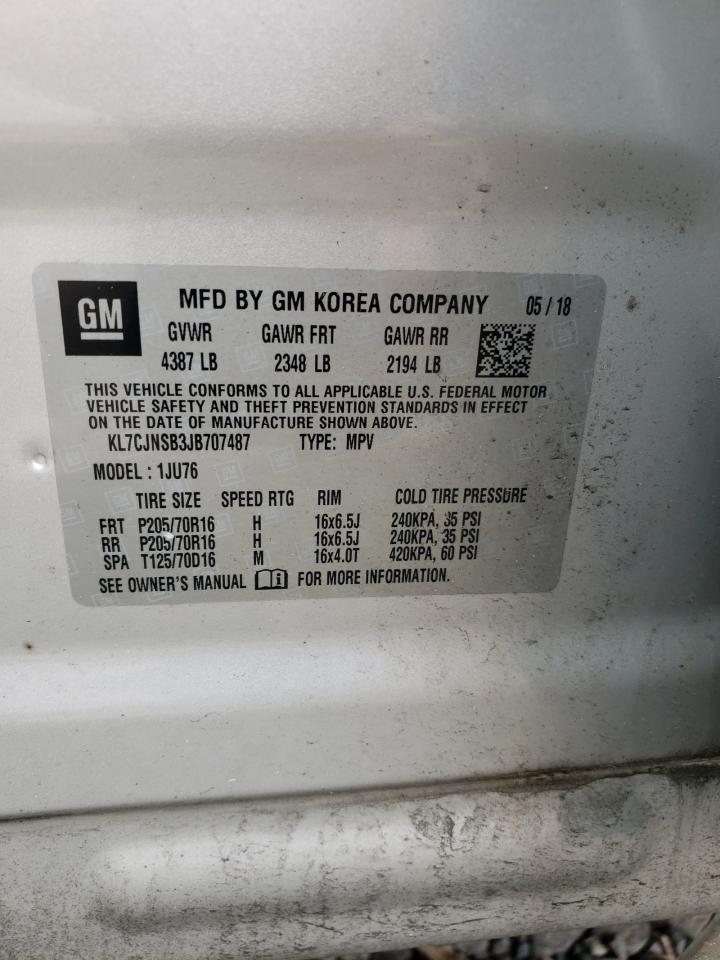 GM MFD BY GM KOREA COMPANY 05 / 18
GVWR GAWR FRT GAWR RR
4387 LB 2348 LB 2194 LB
THIS VEHICLE CONFORMS TO ALL APPLICABLE U.S. FEDERAL MOTOR
VEHICLE SAFETY AND THEFT PREVENTION STANDARDS IN EFFECT
ON THE DATE OF MANUFACTURE SHOWN ABOVE.
KL7CJNSB3JB707487 TYPE: MPV
MODEL : 1JU76
TIRE SIZE SPEED RTG RIM COLD TIRE PRESSURE
FRT P205/70R16 H 16x6.5J 240KPA, 35 PSI
RR P205/70R16 H 16x6.5J 240KPA, 35 PSI
SPA T125/70D16 M 16x4.0T 420KPA, 60 PSI
SEE OWNER'S MANUAL FOR MORE INFORMATION.